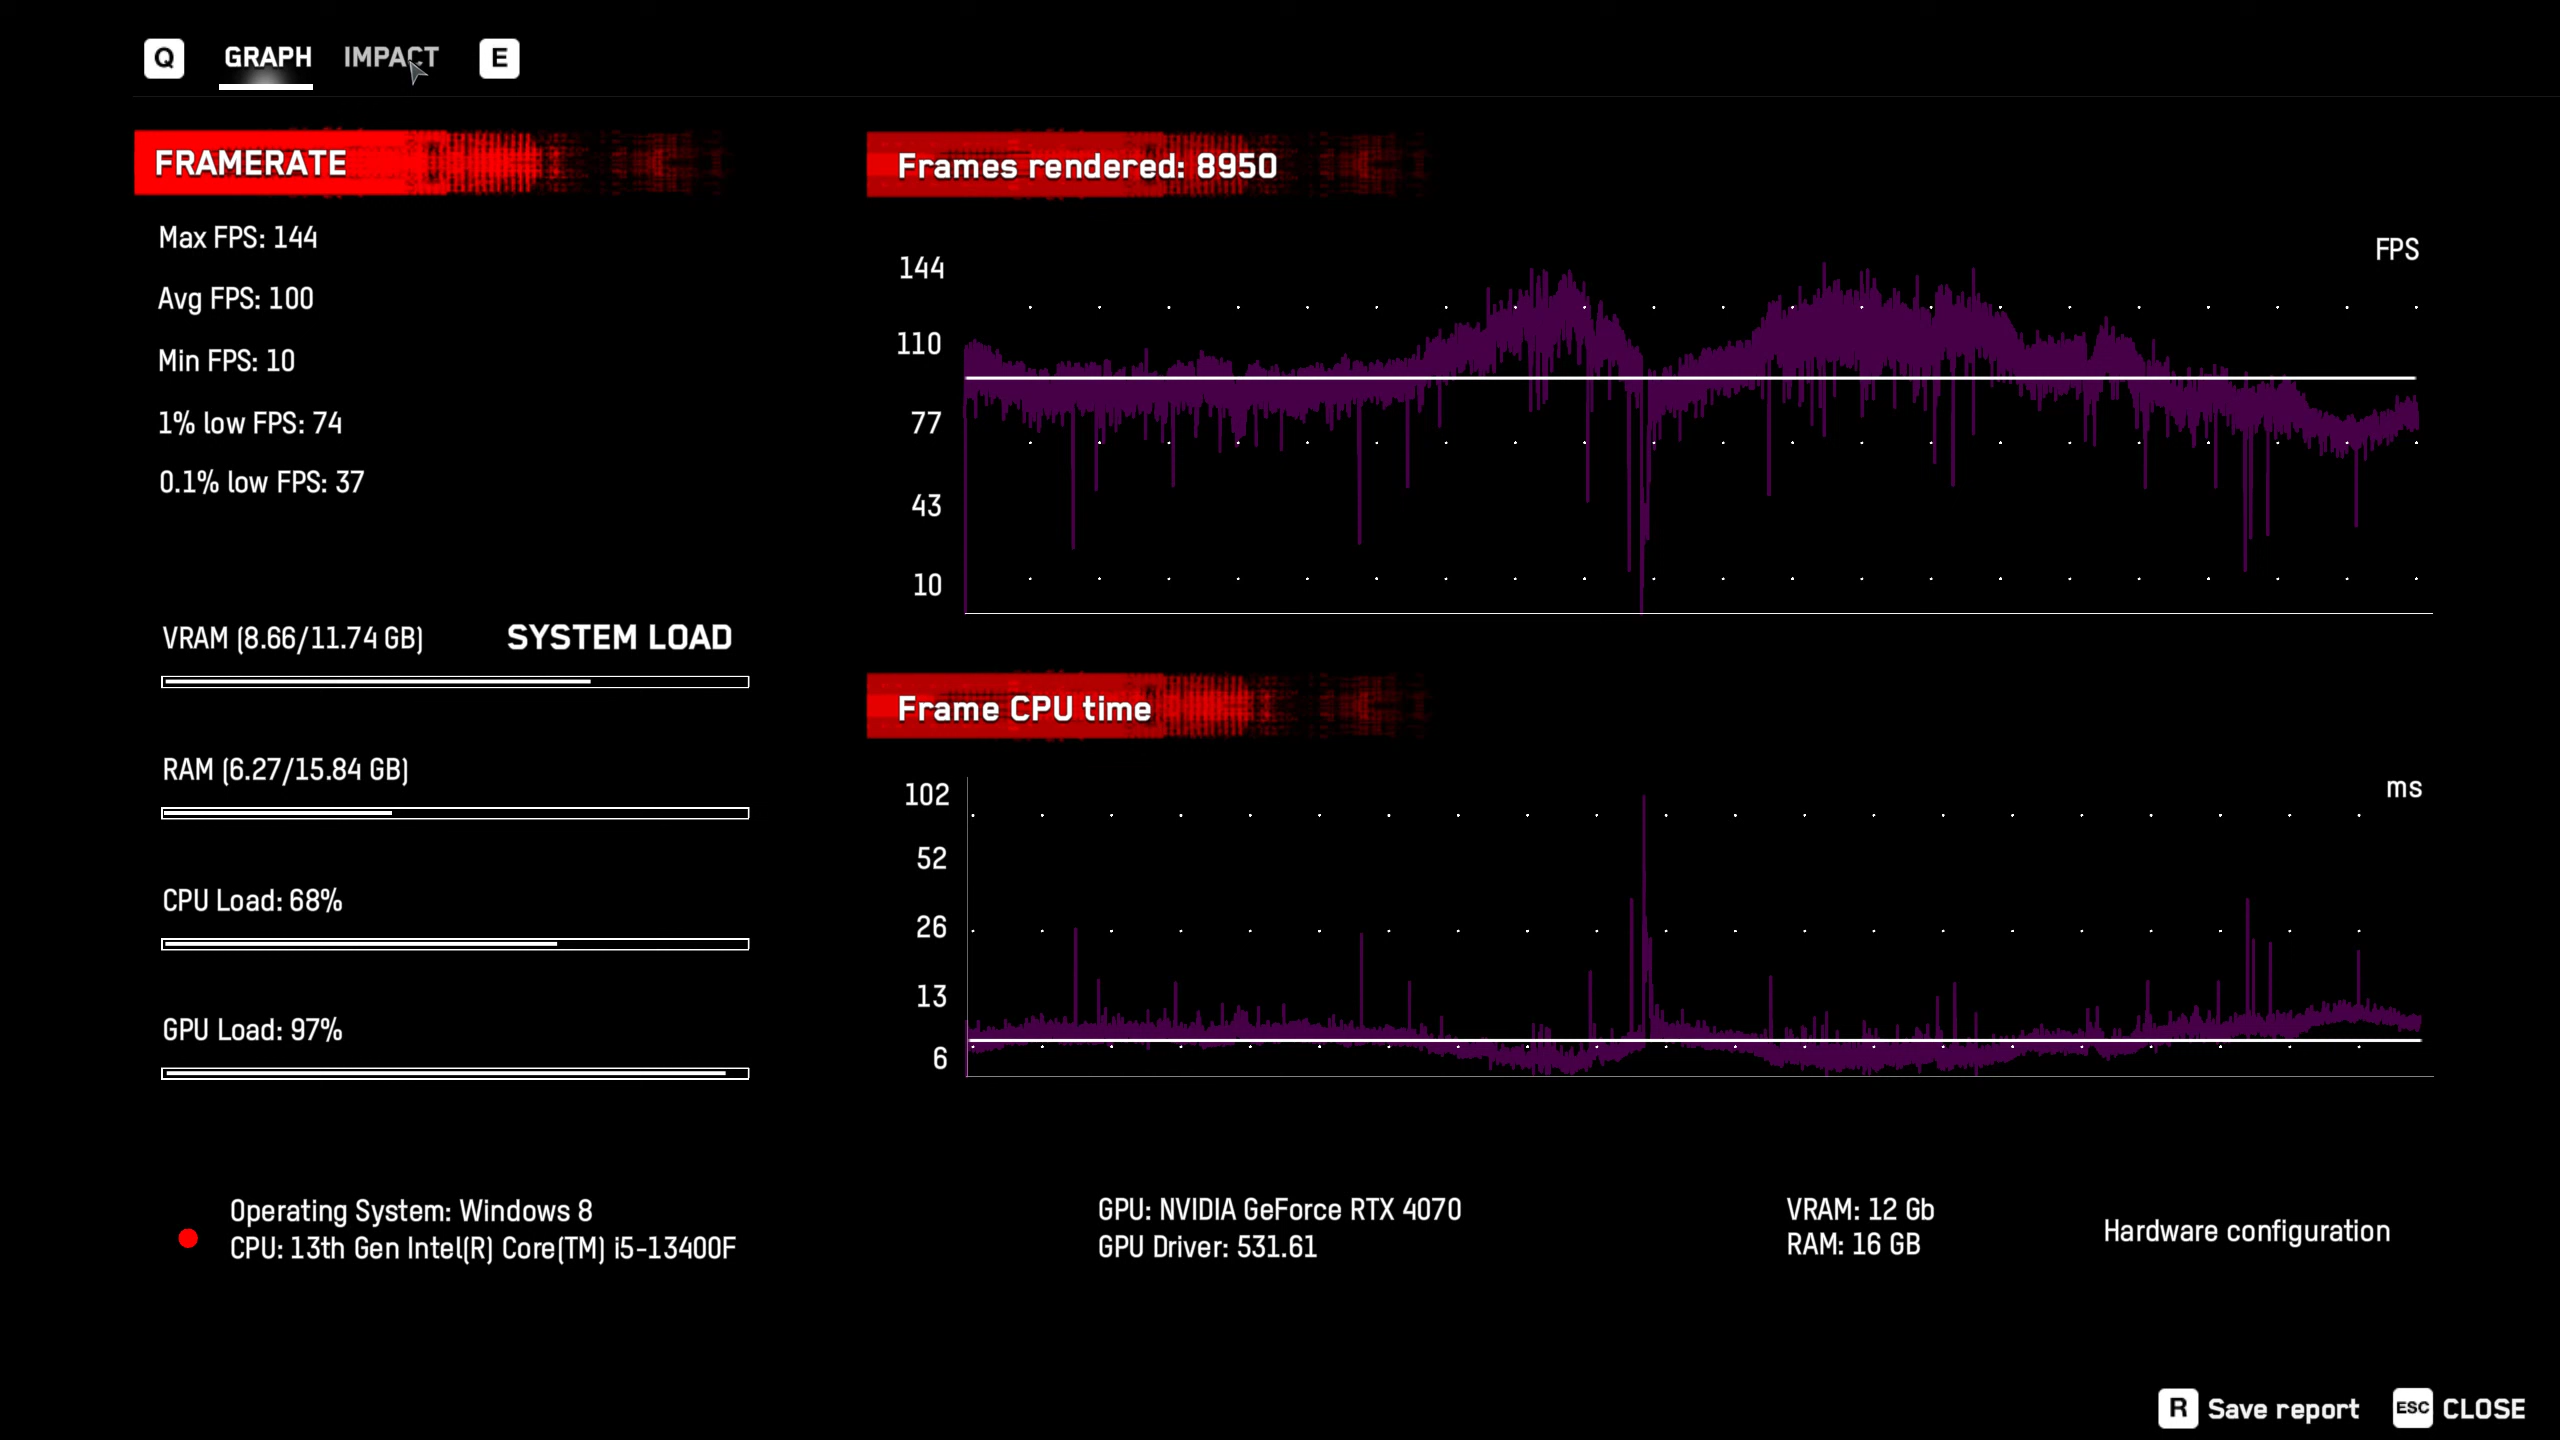 Q GRAPH IMPACT E
FRAMERATE
Max FPS: 144
Avg FPS: 100
Min FPS: 10
1% low FPS: 74
0.1% low FPS: 37
VRAM (8.66/11.74 GB) SYSTEM LOAD
RAM (6.27/15.84 GB)
CPU Load: 68%
GPU Load: 97%
Frames rendered: 8950
FPS
144
110
77
43
10
Frame CPU time
ms
102
52
26
13
6
Operating System: Windows 8
CPU: 13th Gen Intel(R) Core(TM) i5-13400F
GPU: NVIDIA GeForce RTX 4070
GPU Driver: 531.61
VRAM: 12 Gb
RAM: 16 GB
Hardware configuration
R Save report ESC CLOSE